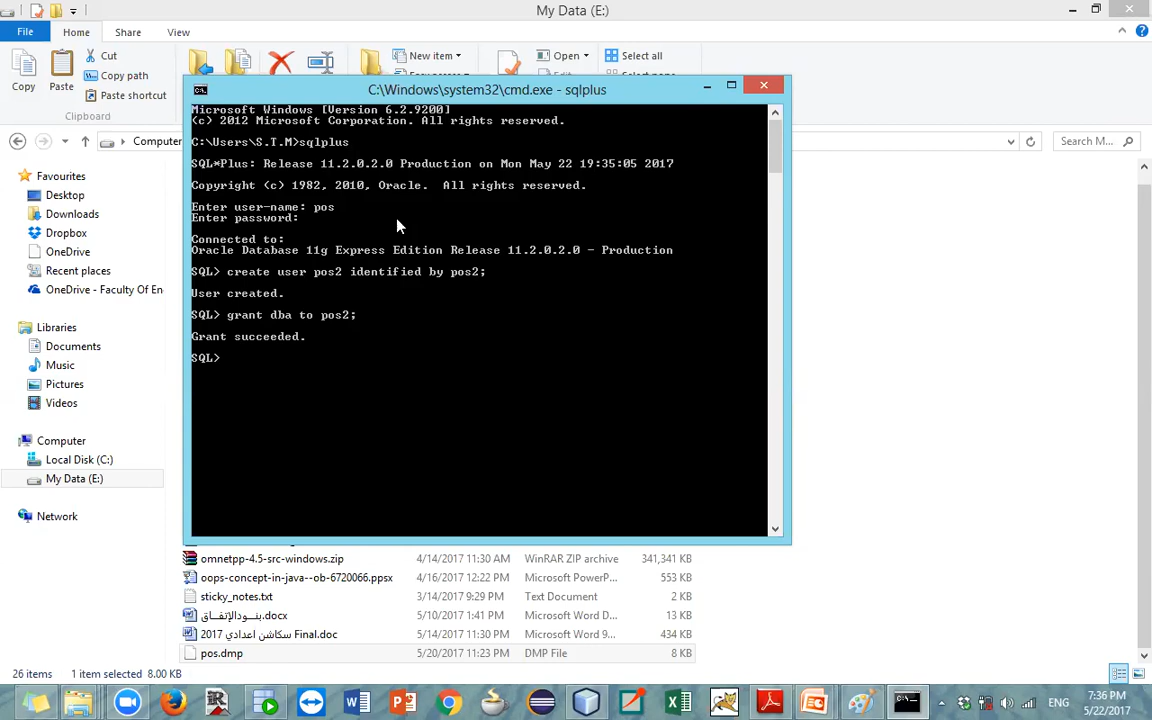 My Data (E:)
File Home Share View
Copy
Paste
Cut
Copy path
Paste shortcut
Clipboard
New item
Open
Select all
C:\Windows\system32\cmd.exe - sqlplus
Microsoft Windows [Version 6.2.9200]
(c) 2012 Microsoft Corporation. All rights reserved.
C:\Users\S.T.M>sqlplus
SQL*Plus: Release 11.2.0.2.0 Production on Mon May 22 19:35:05 2017
Copyright (c) 1982, 2010, Oracle.  All rights reserved.
Enter user-name: pos
Enter password:
Connected to:
Oracle Database 11g Express Edition Release 11.2.0.2.0 - Production
SQL> create user pos2 identified by pos2;
User created.
SQL> grant dba to pos2;
Grant succeeded.
SQL>
Computer
Search M...
Favourites
Desktop
Downloads
Dropbox
OneDrive
Recent places
OneDrive - Faculty Of En
Libraries
Documents
Music
Pictures
Videos
Computer
Local Disk (C:)
My Data (E:)
Network
omnetpp-4.5-src-windows.zip 4/14/2017 11:30 AM WinRAR ZIP archive 341,341 KB
oops-concept-in-java--ob-6720066.ppsx 4/16/2017 12:22 PM Microsoft PowerP... 553 KB
sticky_notes.txt 3/14/2017 9:29 PM Text Document 2 KB
بنــودالإتفــاق.docx 5/10/2017 1:41 PM Microsoft Word D... 13 KB
سكاشن اعدادي 2017 Final.doc 5/14/2017 11:30 PM Microsoft Word 9... 434 KB
pos.dmp 5/20/2017 11:23 PM DMP File 8 KB
26 items 1 item selected 8.00 KB
ENG
7:36 PM
5/22/2017